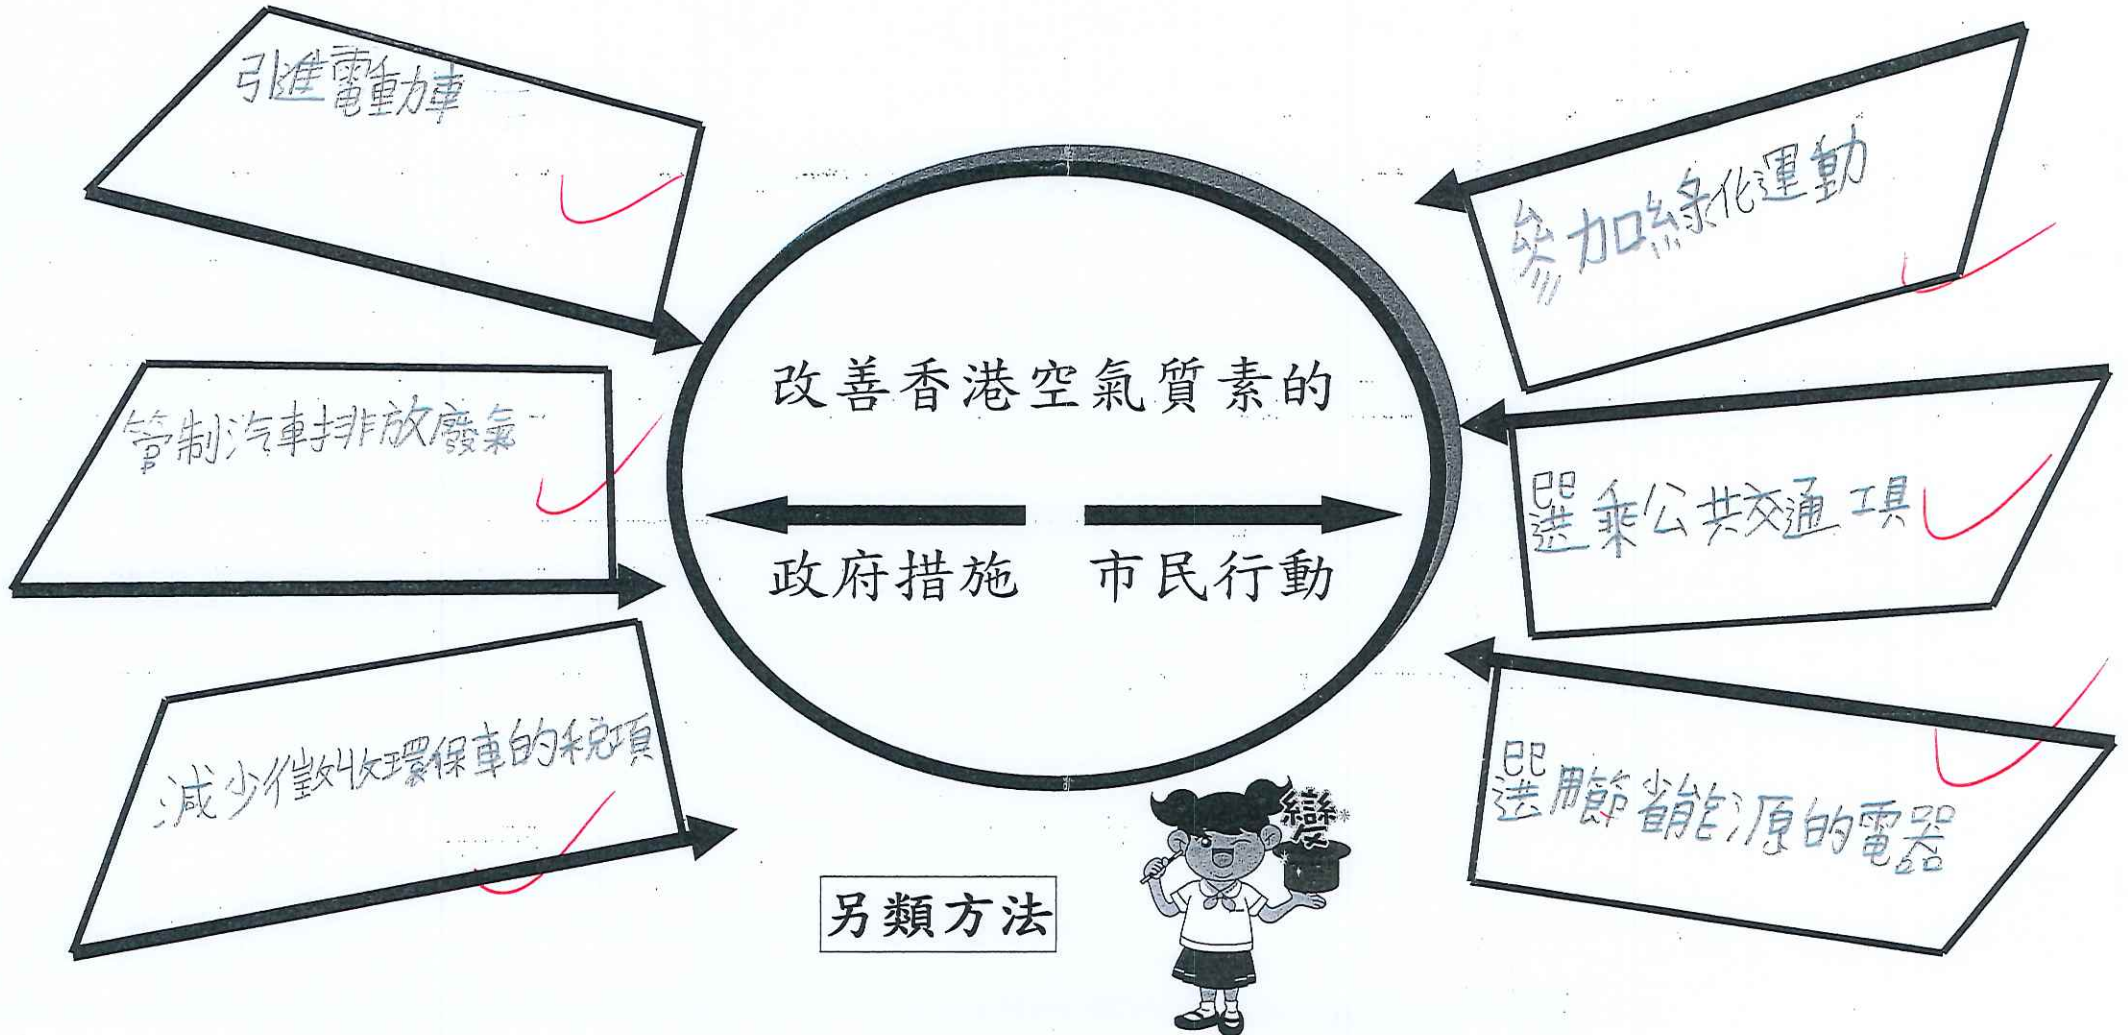 引進電動車
管制汽車排放廢氣
減少徵收環保車的稅項
改善香港空氣質素的
政府措施 市民行動
參加綠化運動
選乘公共交通工具
選用節省能源的電器
另類方法
變